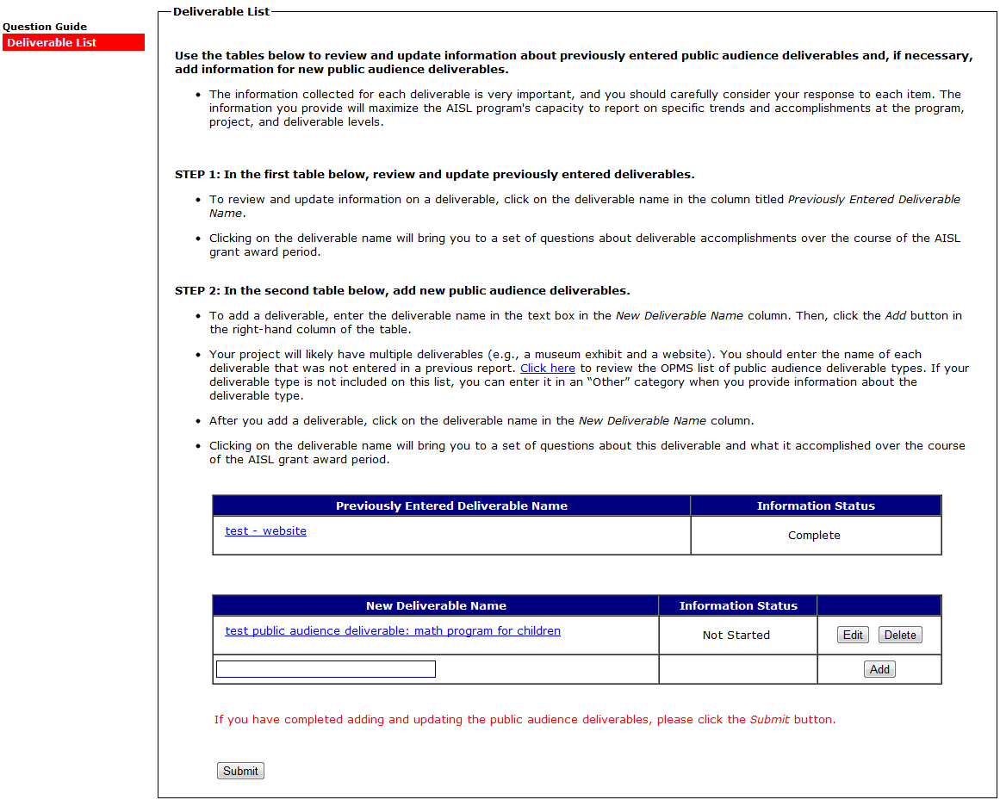 Question Guide
Deliverable List
Deliverable List
Use the tables below to review and update information about previously entered public audience deliverables and, if necessary,
add information for new public audience deliverables.
• The information collected for each deliverable is very important, and you should carefully consider your response to each item. The
information you provide will maximize the AISL program's capacity to report on specific trends and accomplishments at the program,
project, and deliverable levels.
STEP 1: In the first table below, review and update previously entered deliverables.
• To review and update information on a deliverable, click on the deliverable name in the column titled Previously Entered Deliverable
Name.
• Clicking on the deliverable name will bring you to a set of questions about deliverable accomplishments over the course of the AISL
grant award period.
STEP 2: In the second table below, add new public audience deliverables.
• To add a deliverable, enter the deliverable name in the text box in the New Deliverable Name column. Then, click the Add button in
the right-hand column of the table.
• Your project will likely have multiple deliverables (e.g., a museum exhibit and a website). You should enter the name of each
deliverable that was not entered in a previous report. Click here to review the OPMS list of public audience deliverable types. If your
deliverable type is not included on this list, you can enter it in an “Other” category when you provide information about the
deliverable type.
• After you add a deliverable, click on the deliverable name in the New Deliverable Name column.
• Clicking on the deliverable name will bring you to a set of questions about this deliverable and what it accomplished over the course
of the AISL grant award period.
Previously Entered Deliverable Name Information Status
test - website Complete
New Deliverable Name Information Status
test public audience deliverable: math program for children Not Started Edit Delete
Add
If you have completed adding and updating the public audience deliverables, please click the Submit button.
Submit